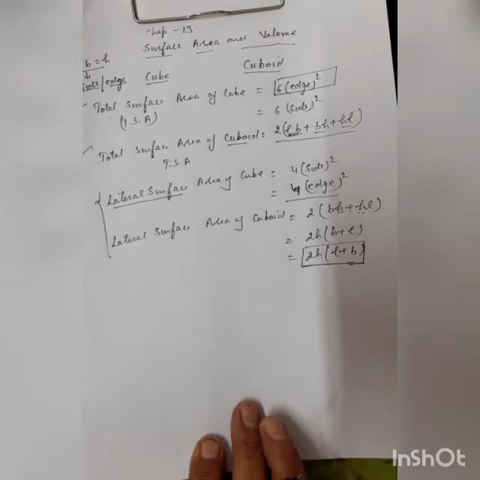 Chap - 13
Surface Area and Volume
b = h
side/edge Cube Cuboid
Total Surface Area of Cube = 6 (edge)²
(T.S.A) = 6 (side)²
Total Surface Area of Cuboid = 2(lb + bh + hl)
T.S.A
Lateral Surface Area of Cube = 4 (side)²
= 4 (edge)²
Lateral Surface Area of Cuboid = 2 (bh + hl)
= 2h (b + l)
= 2h (l + b)
InShOt